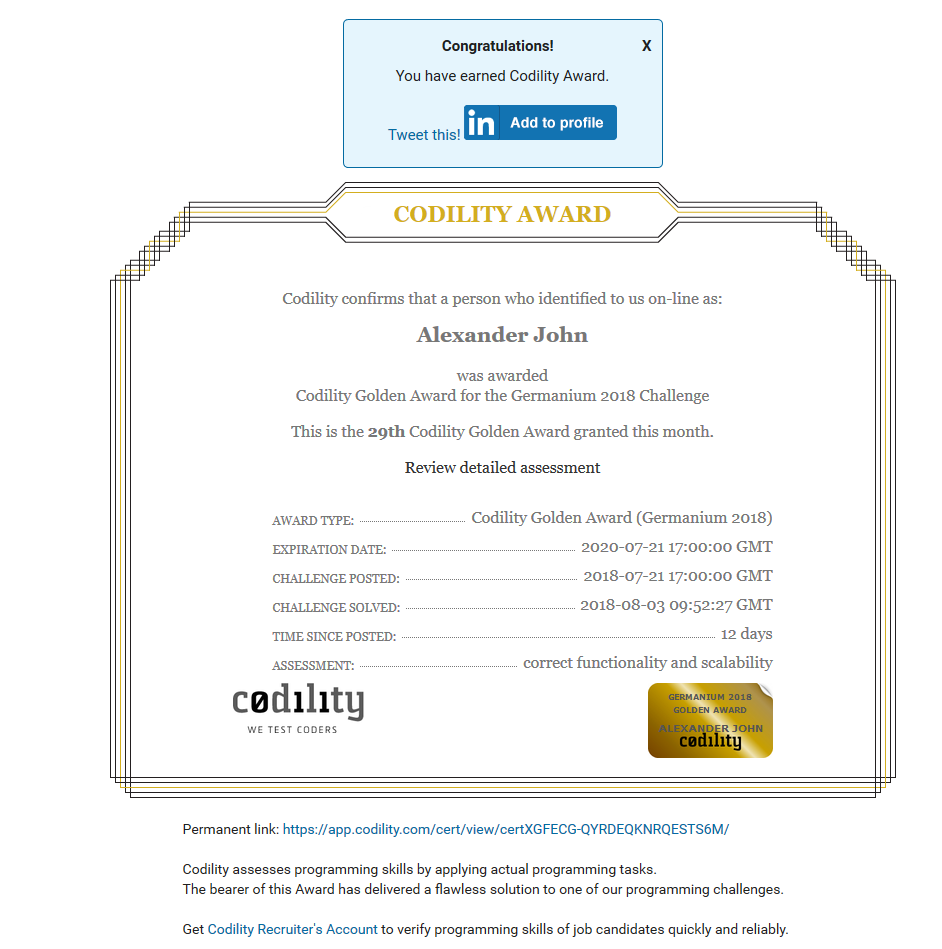 Congratulations!
X
You have earned Codility Award.
Tweet this! in Add to profile
CODILITY AWARD
Codility confirms that a person who identified to us on-line as:
Alexander John
was awarded
Codility Golden Award for the Germanium 2018 Challenge
This is the 29th Codility Golden Award granted this month.
Review detailed assessment
AWARD TYPE: Codility Golden Award (Germanium 2018)
EXPIRATION DATE: 2020-07-21 17:00:00 GMT
CHALLENGE POSTED: 2018-07-21 17:00:00 GMT
CHALLENGE SOLVED: 2018-08-03 09:52:27 GMT
TIME SINCE POSTED: 12 days
ASSESSMENT: correct functionality and scalability
codility
WE TEST CODERS
GERMANIUM 2018
GOLDEN AWARD
ALEXANDER JOHN
codility
Permanent link: https://app.codility.com/cert/view/certXGFECG-QYRDEQKNRQESTS6M/
Codility assesses programming skills by applying actual programming tasks.
The bearer of this Award has delivered a flawless solution to one of our programming challenges.
Get Codility Recruiter's Account to verify programming skills of job candidates quickly and reliably.